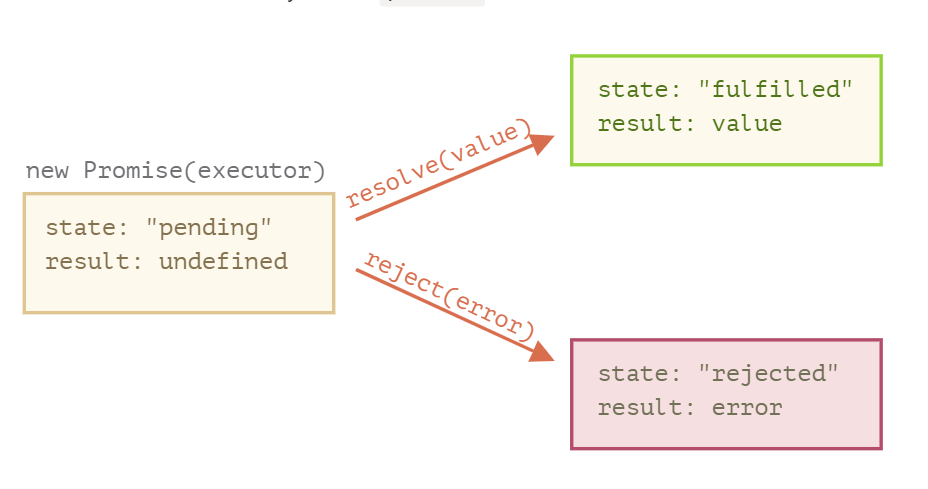 new Promise(executor)
state: "pending"
result: undefined
resolve(value)
reject(error)
state: "fulfilled"
result: value
state: "rejected"
result: error